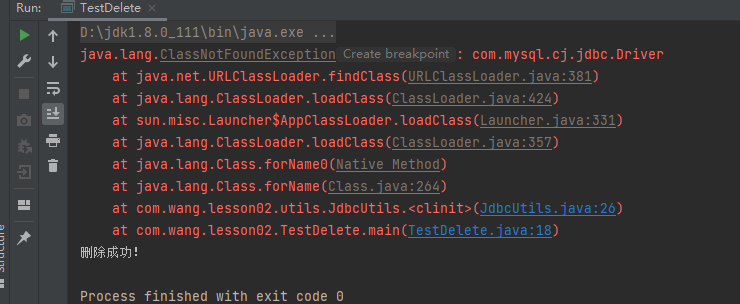 Run: TestDelete
D:\jdk1.8.0_111\bin\java.exe ...
java.lang.ClassNotFoundException Create breakpoint : com.mysql.cj.jdbc.Driver
at java.net.URLClassLoader.findClass(URLClassLoader.java:381)
at java.lang.ClassLoader.loadClass(ClassLoader.java:424)
at sun.misc.Launcher$AppClassLoader.loadClass(Launcher.java:331)
at java.lang.ClassLoader.loadClass(ClassLoader.java:357)
at java.lang.Class.forName0(Native Method)
at java.lang.Class.forName(Class.java:264)
at com.wang.lesson02.utils.JdbcUtils.<clinit>(JdbcUtils.java:26)
at com.wang.lesson02.TestDelete.main(TestDelete.java:18)
删除成功!
Process finished with exit code 0
Structure